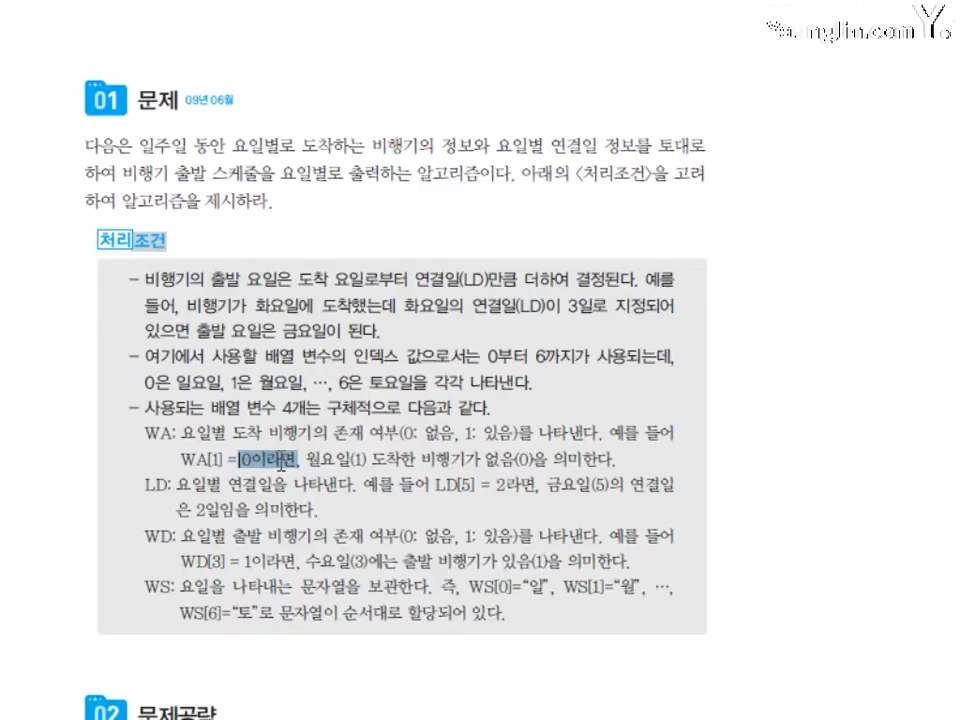 Younglin.com Y.
01 문제 09년 06월
다음은 일주일 동안 요일별로 도착하는 비행기의 정보와 요일별 연결일 정보를 토대로
하여 비행기 출발 스케줄을 요일별로 출력하는 알고리즘이다. 아래의 <처리조건>을 고려
하여 알고리즘을 제시하라.
처리조건
- 비행기의 출발 요일은 도착 요일로부터 연결일(LD)만큼 더하여 결정된다. 예를
들어, 비행기가 화요일에 도착했는데 화요일의 연결일(LD)이 3일로 지정되어
있으면 출발 요일은 금요일이 된다.
- 여기에서 사용할 배열 변수의 인덱스 값으로서는 0부터 6까지가 사용되는데,
0은 일요일, 1은 월요일, …, 6은 토요일을 각각 나타낸다.
- 사용되는 배열 변수 4개는 구체적으로 다음과 같다.
WA: 요일별 도착 비행기의 존재 여부(0: 없음, 1: 있음)를 나타낸다. 예를 들어
WA[1] = 0이라면, 월요일(1) 도착한 비행기가 없음(0)을 의미한다.
LD: 요일별 연결일을 나타낸다. 예를 들어 LD[5] = 2라면, 금요일(5)의 연결일
은 2일임을 의미한다.
WD: 요일별 출발 비행기의 존재 여부(0: 없음, 1: 있음)를 나타낸다. 예를 들어
WD[3] = 1이라면, 수요일(3)에는 출발 비행기가 있음(1)을 의미한다.
WS: 요일을 나타내는 문자열을 보관한다. 즉, WS[0]=“일”, WS[1]=“월”, …,
WS[6]=“토”로 문자열이 순서대로 할당되어 있다.
02 문제공략